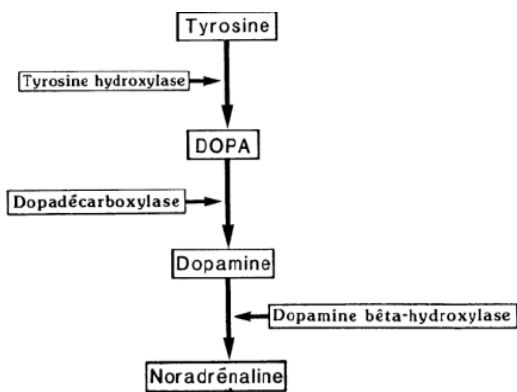 Tyrosine
Tyrosine hydroxylase
DOPA
Dopadécarboxylase
Dopamine
Dopamine bêta-hydroxylase
Noradrénaline